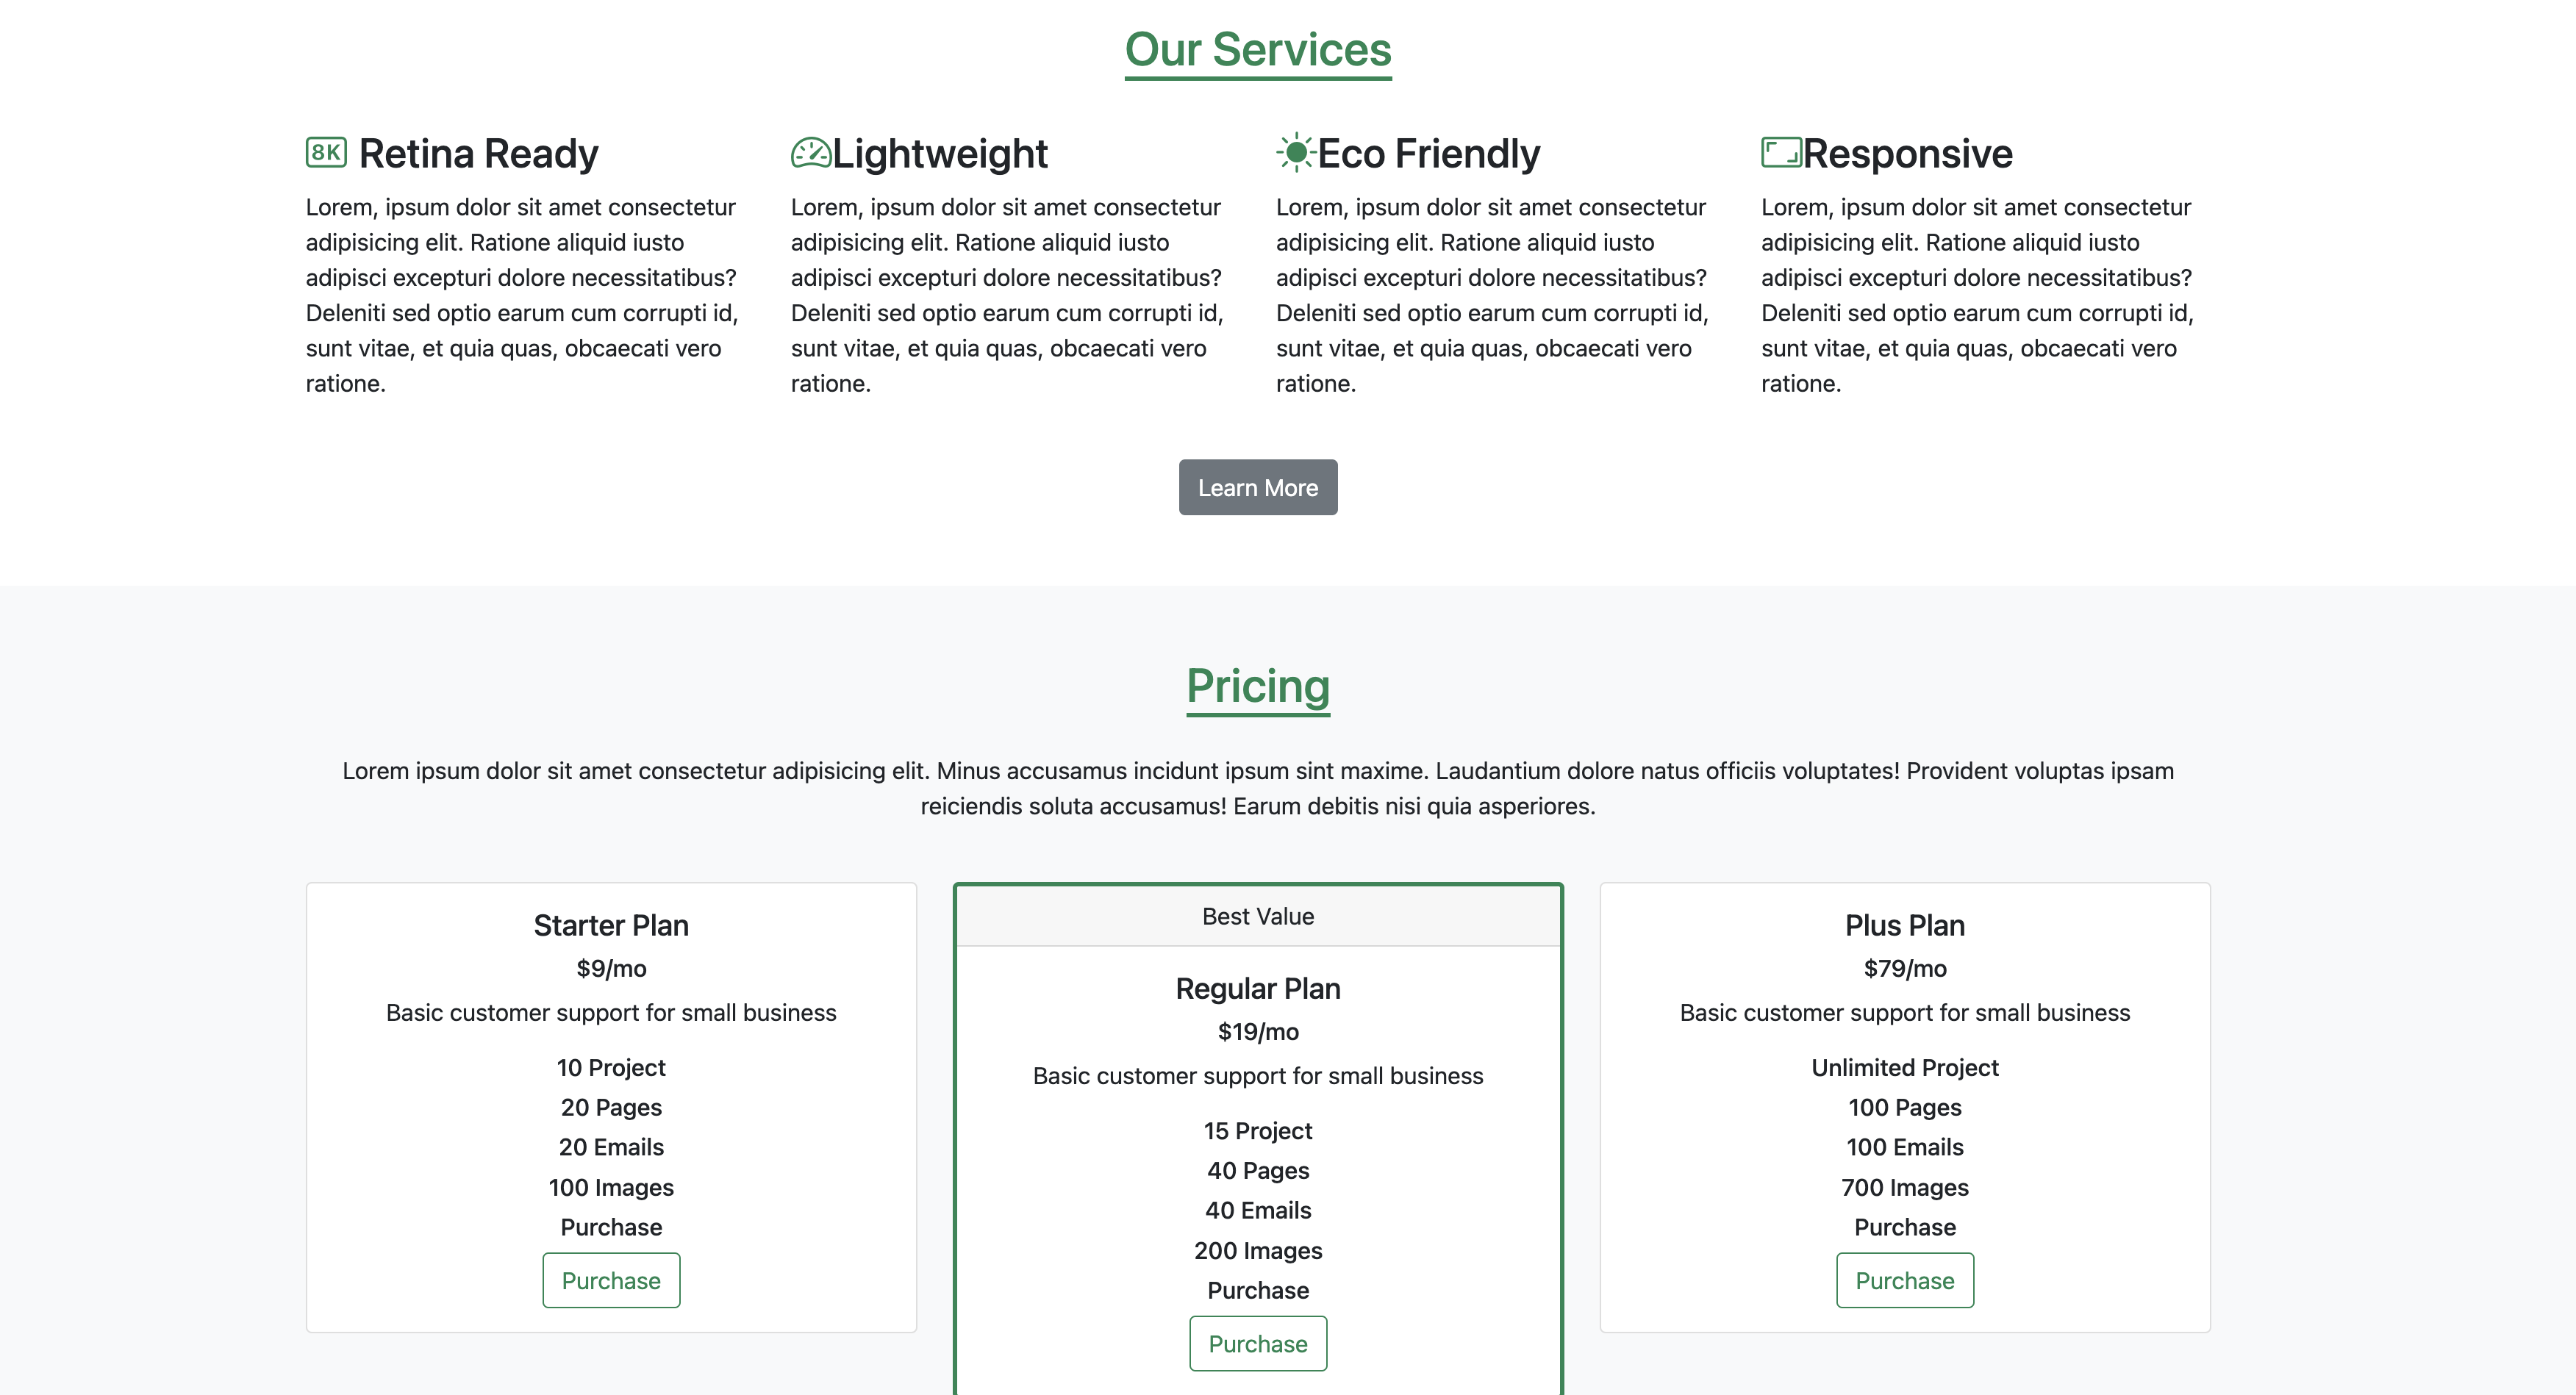 Our Services
8K Retina Ready
Lorem, ipsum dolor sit amet consectetur
adipisicing elit. Ratione aliquid iusto
adipisci excepturi dolore necessitatibus?
Deleniti sed optio earum cum corrupti id,
sunt vitae, et quia quas, obcaecati vero
ratione.
Lightweight
Lorem, ipsum dolor sit amet consectetur
adipisicing elit. Ratione aliquid iusto
adipisci excepturi dolore necessitatibus?
Deleniti sed optio earum cum corrupti id,
sunt vitae, et quia quas, obcaecati vero
ratione.
Eco Friendly
Lorem, ipsum dolor sit amet consectetur
adipisicing elit. Ratione aliquid iusto
adipisci excepturi dolore necessitatibus?
Deleniti sed optio earum cum corrupti id,
sunt vitae, et quia quas, obcaecati vero
ratione.
Responsive
Lorem, ipsum dolor sit amet consectetur
adipisicing elit. Ratione aliquid iusto
adipisci excepturi dolore necessitatibus?
Deleniti sed optio earum cum corrupti id,
sunt vitae, et quia quas, obcaecati vero
ratione.
Learn More
Pricing
Lorem ipsum dolor sit amet consectetur adipisicing elit. Minus accusamus incidunt ipsum sint maxime. Laudantium dolore natus officiis voluptates! Provident voluptas ipsam
reiciendis soluta accusamus! Earum debitis nisi quia asperiores.
Starter Plan
$9/mo
Basic customer support for small business
10 Project
20 Pages
20 Emails
100 Images
Purchase
Purchase
Best Value
Regular Plan
$19/mo
Basic customer support for small business
15 Project
40 Pages
40 Emails
200 Images
Purchase
Purchase
Plus Plan
$79/mo
Basic customer support for small business
Unlimited Project
100 Pages
100 Emails
700 Images
Purchase
Purchase